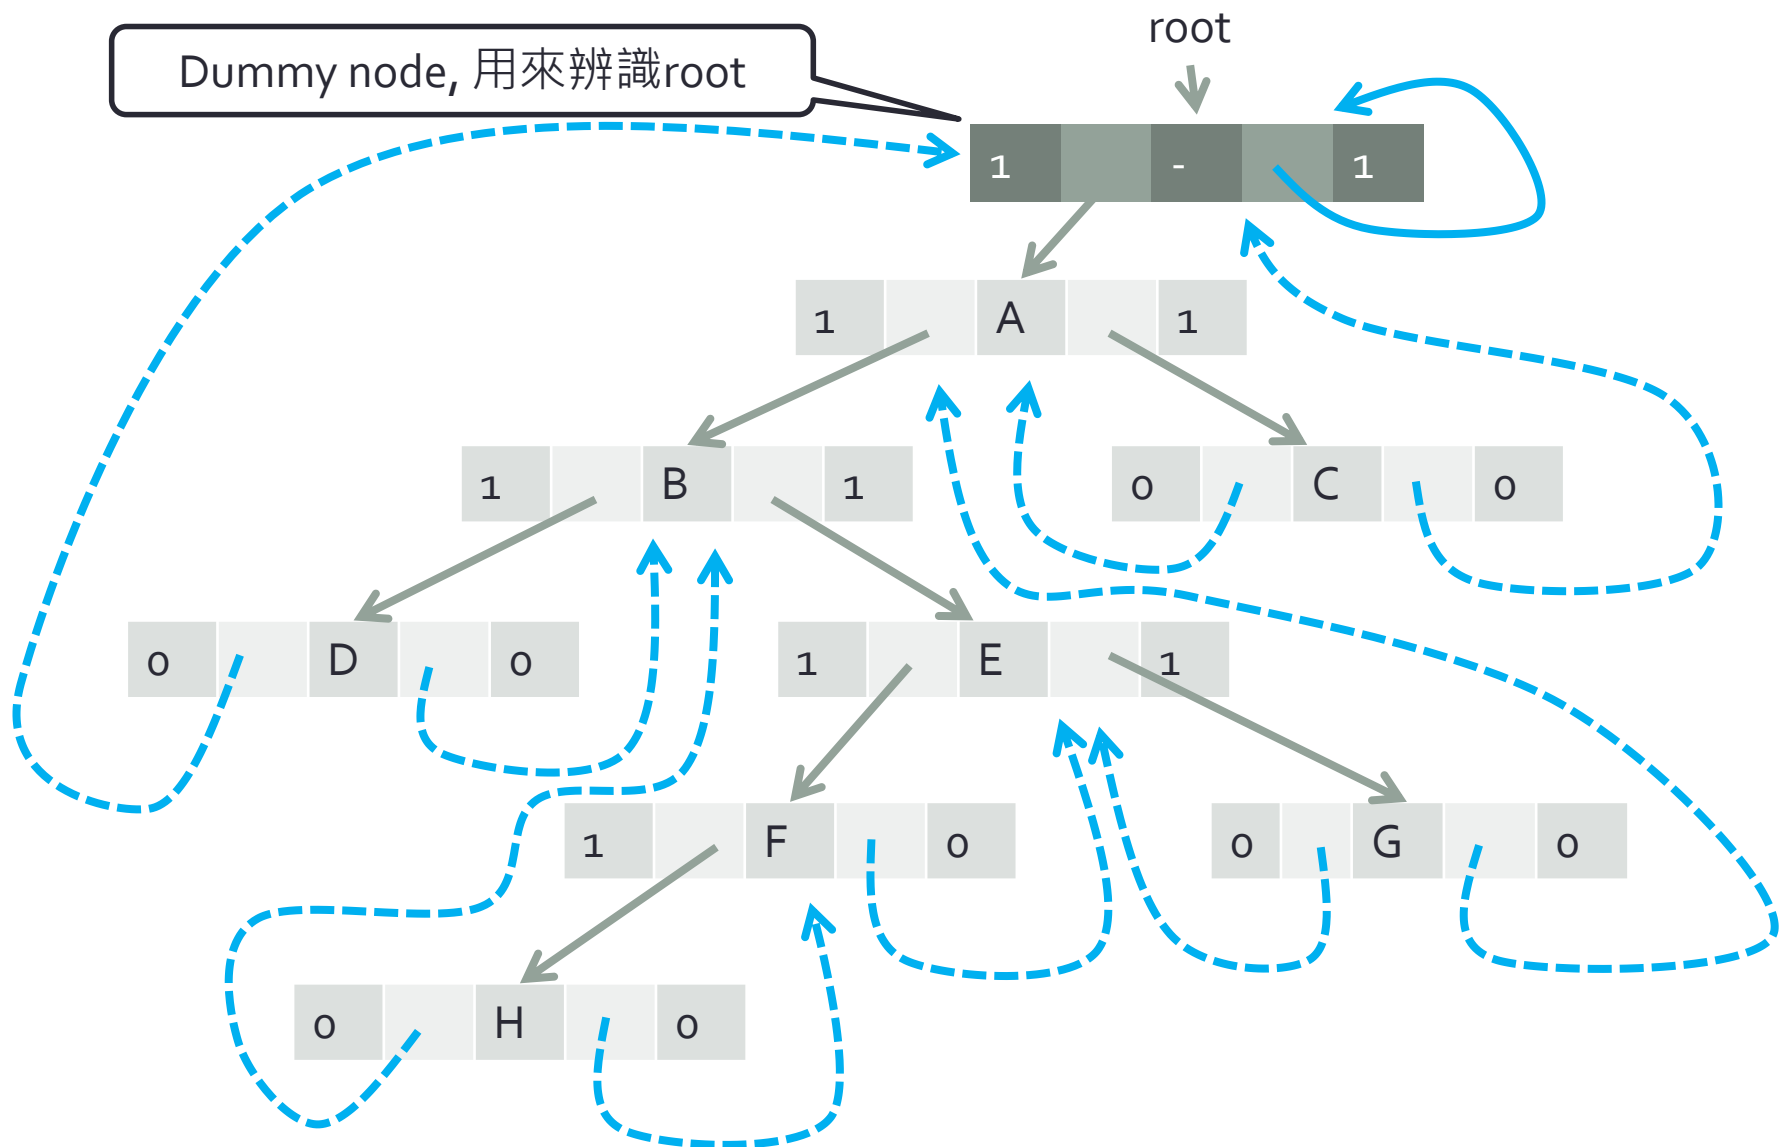 root
Dummy node, 用來辨識root
1 - 1
1 A 1
1 B 1
0 C 0
0 D 0
1 E 1
1 F 0
0 G 0
0 H 0